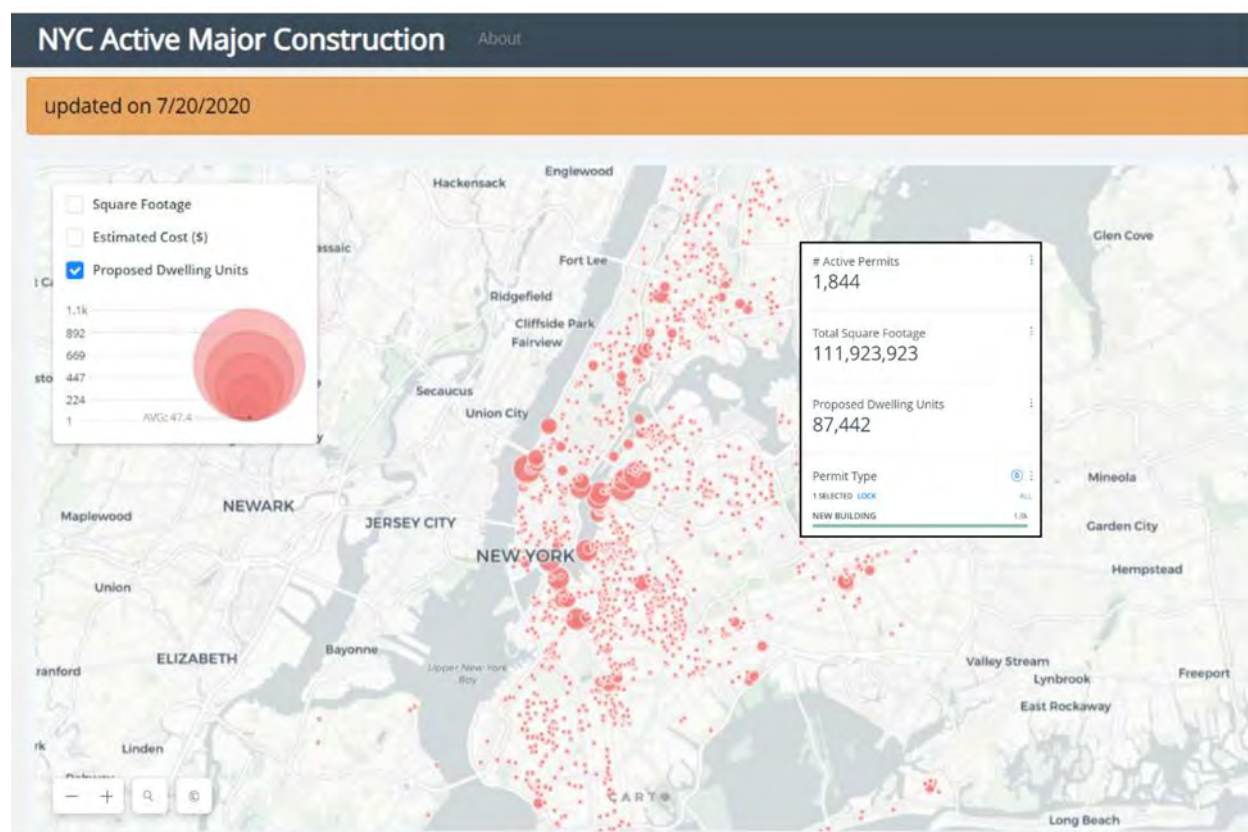 NYC Active Major Construction
About
updated on 7/20/2020
Square Footage
Estimated Cost ($)
Proposed Dwelling Units
1.1k
892
669
447
224
1
AVG: 47.4
Hackensack
Englewood
Fort Lee
Glen Cove
Ridgefield
Cliffside Park
Fairview
Secaucus
Union City
NEWARK
Maplewood
JERSEY CITY
NEW YORK
Union
ELIZABETH
Bayonne
Upper New York
Bay
Linden
# Active Permits
1,844
Total Square Footage
111,923,923
Proposed Dwelling Units
87,442
Permit Type
1 SELECTED LOCK
ALL
NEW BUILDING
Mineola
Garden City
Hempstead
Valley Stream
Lynbrook
Freeport
East Rockaway
Long Beach
CARTO